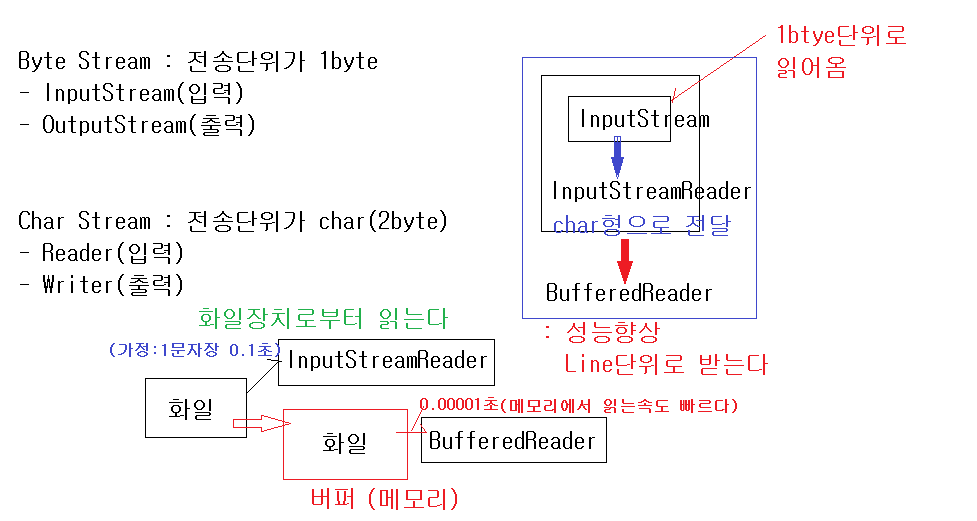 Byte Stream : 전송단위가 1byte
- InputStream(입력)
- OutputStream(출력)
Char Stream : 전송단위가 char(2byte)
- Reader(입력)
- Writer(출력)
1btye단위로
읽어옴
InputStream
InputStreamReader
char형으로 전달
BufferedReader
: 성능향상
Line단위로 받는다
화일장치로부터 읽는다
(가정:1문자장 0.1초)
InputStreamReader
화일
화일
0.00001초(메모리에서 읽는속도 빠르다)
BufferedReader
버퍼 (메모리)